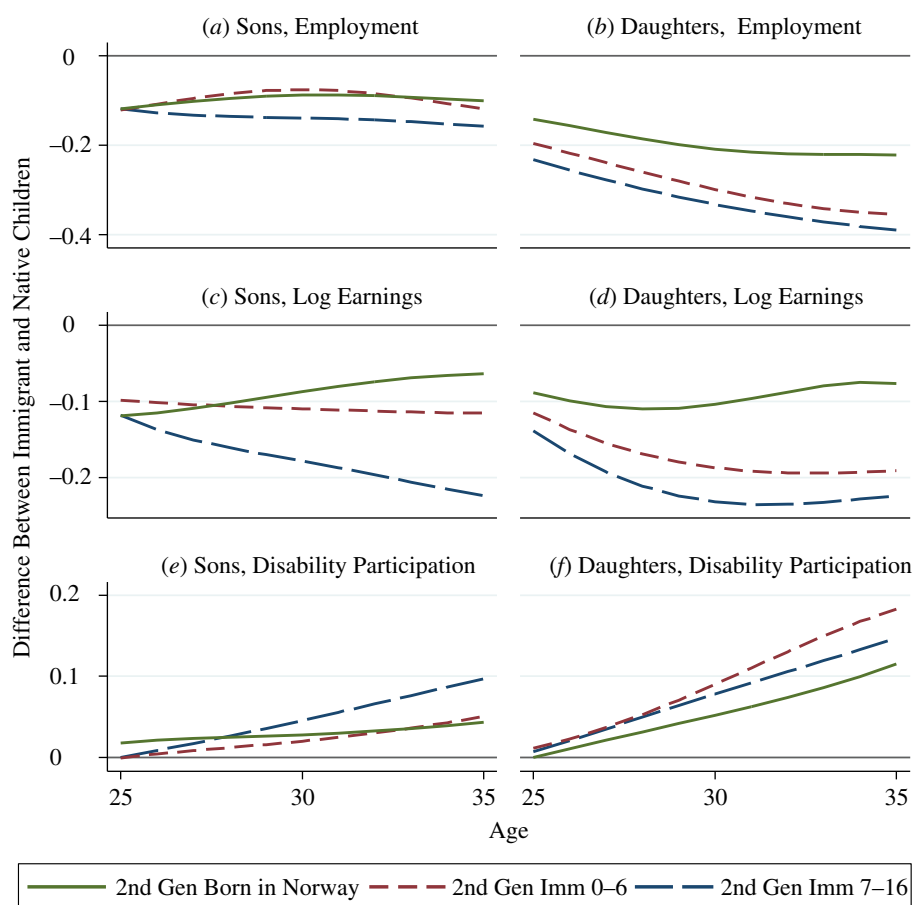 (a) Sons, Employment
(b) Daughters, Employment
0
–0.2
–0.4
Difference Between Immigrant and Native Children
(c) Sons, Log Earnings
(d) Daughters, Log Earnings
0
–0.1
–0.2
(e) Sons, Disability Participation
(f) Daughters, Disability Participation
0.2
0.1
0
25 30 35
25 30 35
Age
2nd Gen Born in Norway 2nd Gen Imm 0–6 2nd Gen Imm 7–16